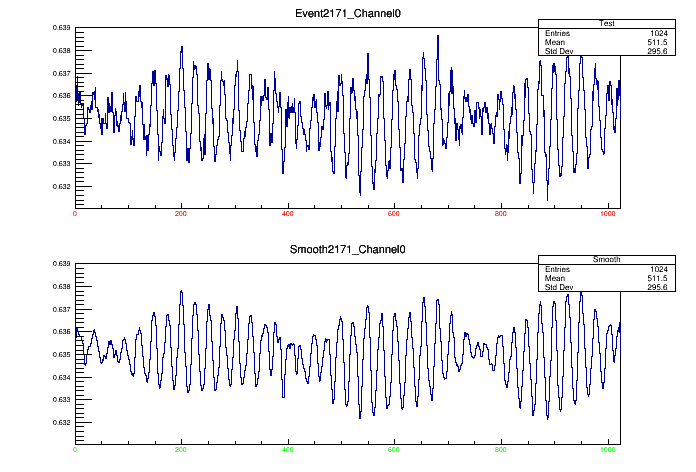 Event2171_Channel0
Test
Entries 1024
Mean 511.5
Std Dev 295.6
0.639
0.638
0.637
0.636
0.635
0.634
0.633
0.632
0 200 400 600 800 1000
Smooth2171_Channel0
Smooth
Entries 1024
Mean 511.5
Std Dev 295.6
0.639
0.638
0.637
0.636
0.635
0.634
0.633
0.632
0 200 400 600 800 1000